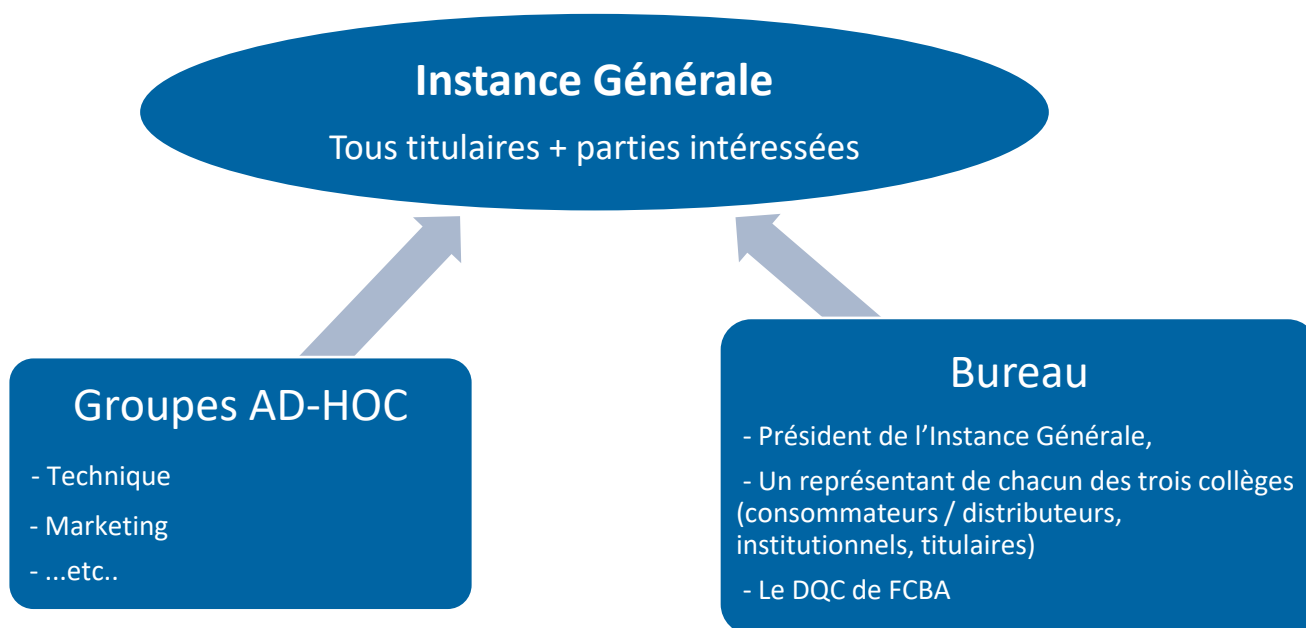 Instance Générale
Tous titulaires + parties intéressées
Groupes AD-HOC
- Technique
- Marketing
- ...etc..
Bureau
- Président de l’Instance Générale,
- Un représentant de chacun des trois collèges
(consommateurs / distributeurs,
institutionnels, titulaires)
- Le DQC de FCBA